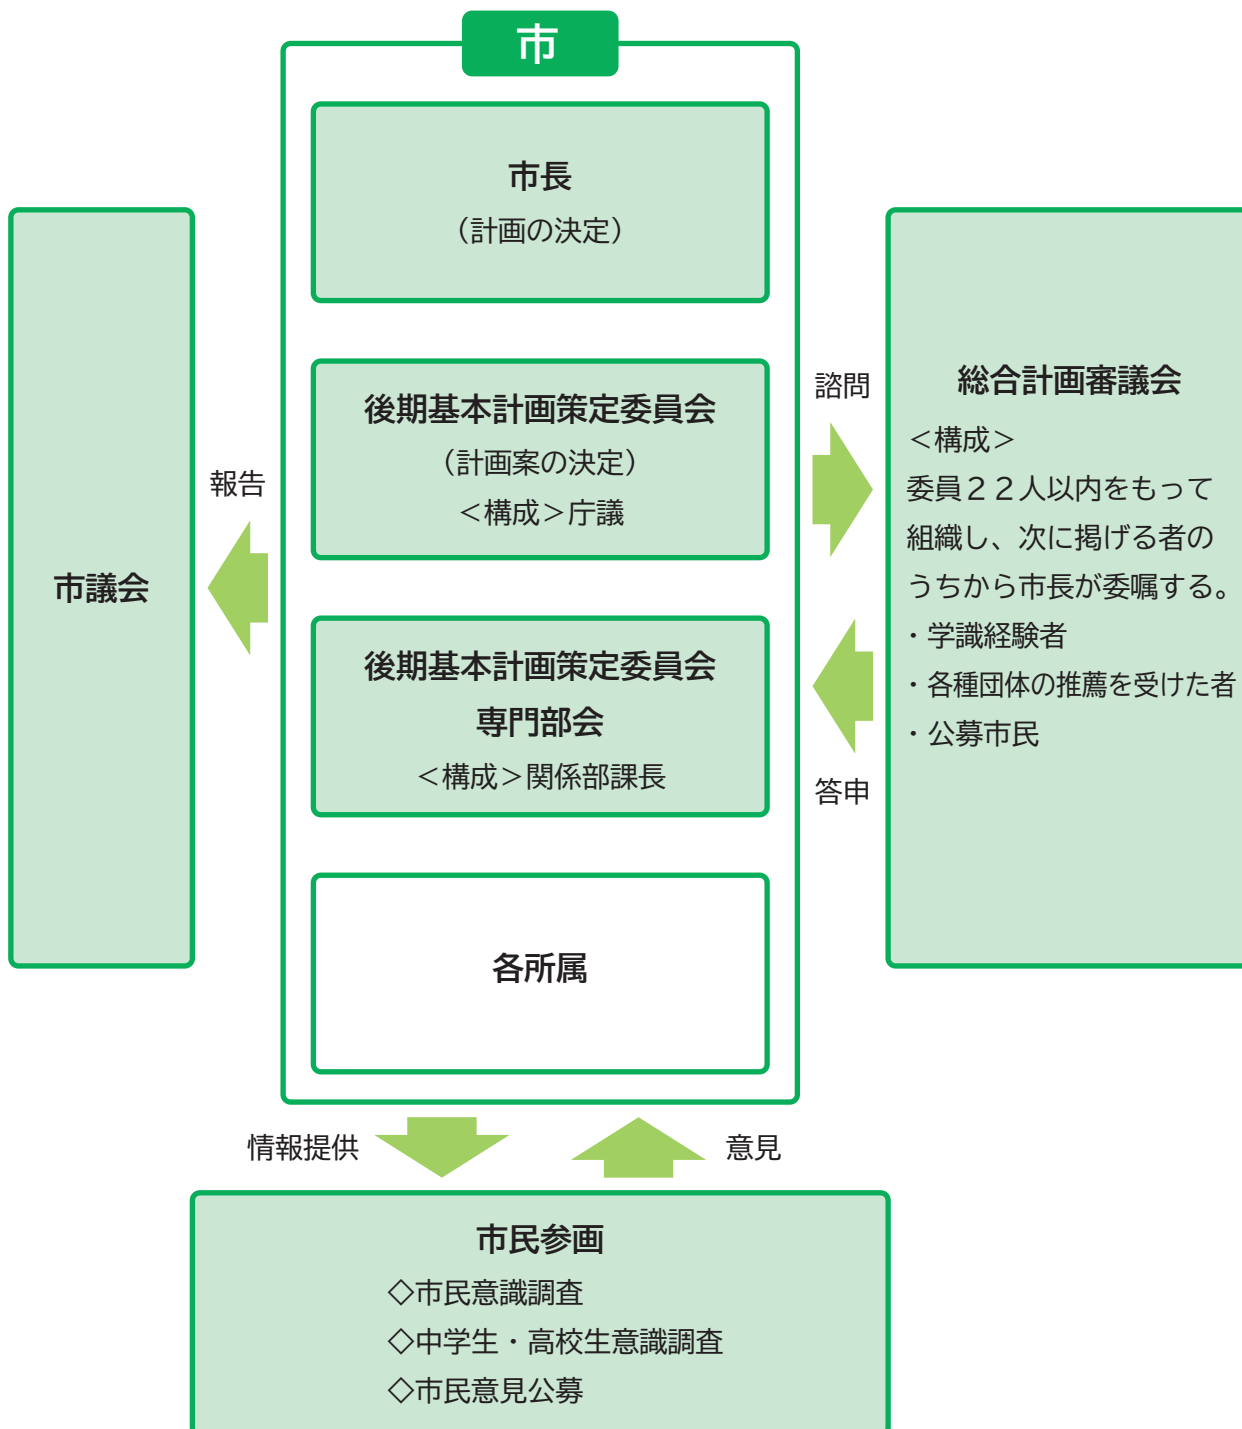 市
市長
（計画の決定）
後期基本計画策定委員会
（計画案の決定）
＜構成＞庁議
後期基本計画策定委員会
専門部会
＜構成＞関係部課長
各所属
報告
市議会
諮問
答申
総合計画審議会
＜構成＞
委員２２人以内をもって
組織し、次に掲げる者の
うちから市長が委嘱する。
・学識経験者
・各種団体の推薦を受けた者
・公募市民
情報提供
意見
市民参画
◇市民意識調査
◇中学生・高校生意識調査
◇市民意見公募